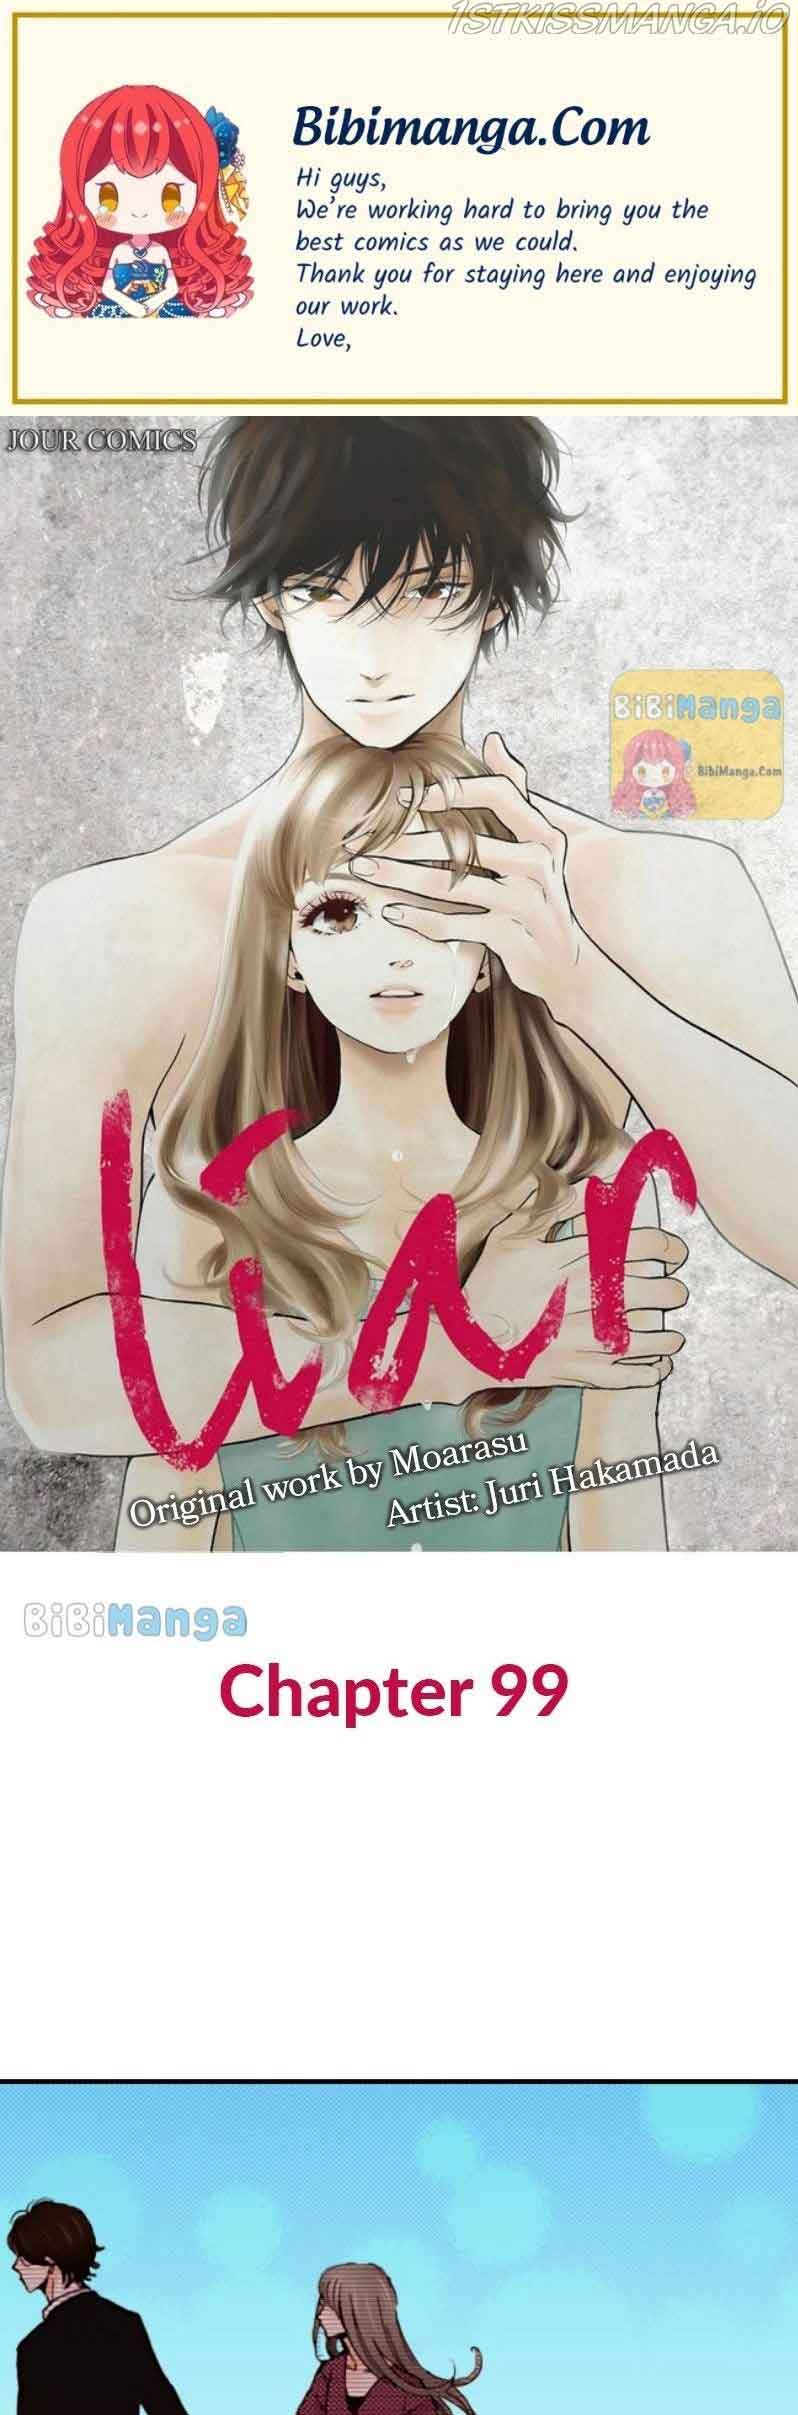 1STKISSMANGA.iO
Bibimanga.Com
Hi guys,
We're working hard to bring you the
best comics as we could.
Thank you for staying here and enjoying
our work.
Love,
JOUR COMICS
BiBiManga
BibiManga.Com
liar
Original work by Moarasu
Artist: Juri Hakamada
BiBiManga
Chapter 99